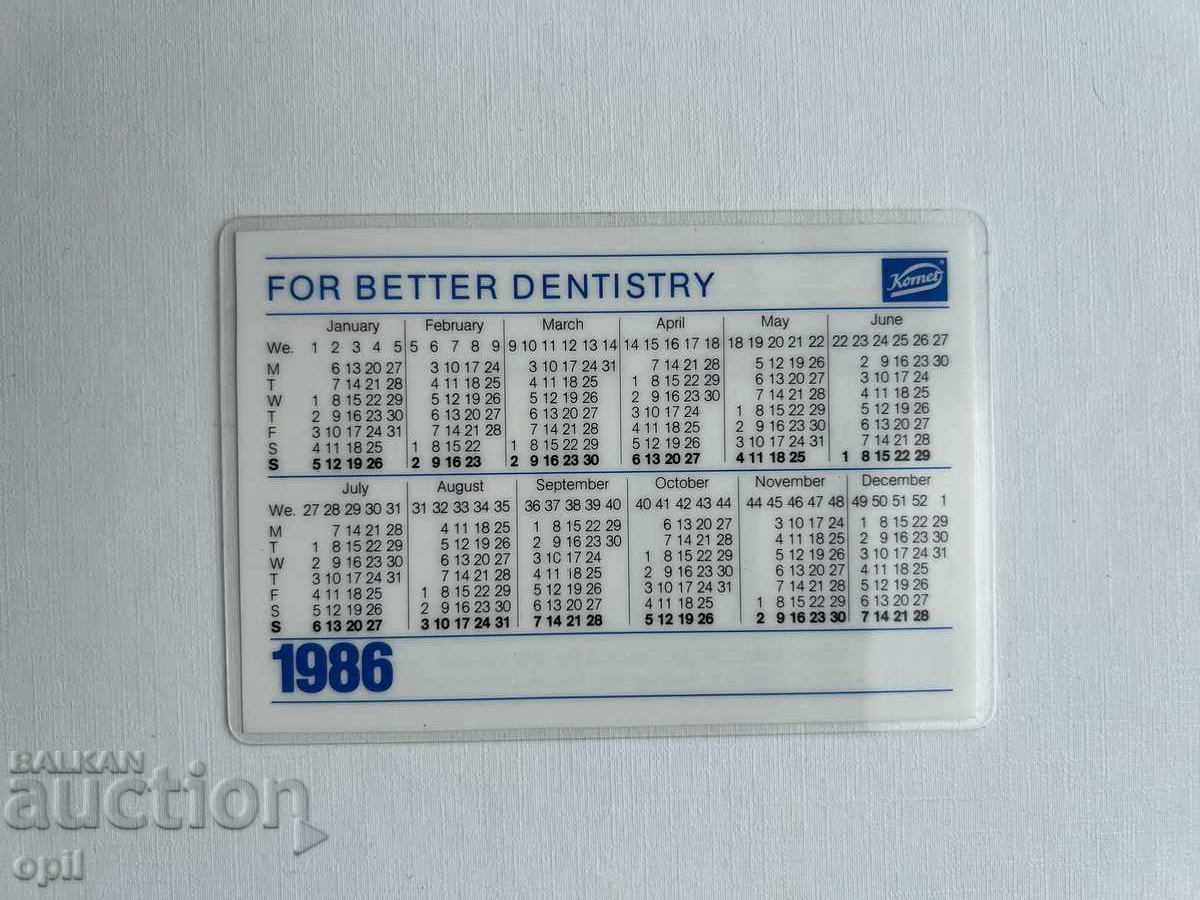 FOR BETTER DENTISTRY Komet
January February March April May June
We. 1 2 3 4 5 5 6 7 8 9 9 10 11 12 13 14 14 15 16 17 18 18 19 20 21 22 22 23 24 25 26 27
M 6 13 20 27 3 10 17 24 3 10 17 24 31 7 14 21 28 5 12 19 26 2 9 16 23 30
T 7 14 21 28 4 11 18 25 4 11 18 25 1 8 15 22 29 6 13 20 27 3 10 17 24
W 1 8 15 22 29 5 12 19 26 5 12 19 26 2 9 16 23 30 7 14 21 28 4 11 18 25
T 2 9 16 23 30 6 13 20 27 6 13 20 27 3 10 17 24 1 8 15 22 29 5 12 19 26
F 3 10 17 24 31 7 14 21 28 7 14 21 28 4 11 18 25 2 9 16 23 30 6 13 20 27
S 4 11 18 25 1 8 15 22 1 8 15 22 29 5 12 19 26 3 10 17 24 31 7 14 21 28
S 5 12 19 26 2 9 16 23 2 9 16 23 30 6 13 20 27 4 11 18 25 1 8 15 22 29
July August September October November December
We. 27 28 29 30 31 31 32 33 34 35 36 37 38 39 40 40 41 42 43 44 44 45 46 47 48 49 50 51 52 1
M 7 14 21 28 4 11 18 25 1 8 15 22 29 6 13 20 27 3 10 17 24 1 8 15 22 29
T 1 8 15 22 29 5 12 19 26 2 9 16 23 30 7 14 21 28 4 11 18 25 2 9 16 23 30
W 2 9 16 23 30 6 13 20 27 3 10 17 24 1 8 15 22 29 5 12 19 26 3 10 17 24 31
T 3 10 17 24 31 7 14 21 28 4 11 18 25 2 9 16 23 30 6 13 20 27 4 11 18 25
F 4 11 18 25 1 8 15 22 29 5 12 19 26 3 10 17 24 31 7 14 21 28 5 12 19 26
S 5 12 19 26 2 9 16 23 30 6 13 20 27 4 11 18 25 1 8 15 22 29 6 13 20 27
S 6 13 20 27 3 10 17 24 31 7 14 21 28 5 12 19 26 2 9 16 23 30 7 14 21 28
1986
BALKAN
auction
opil